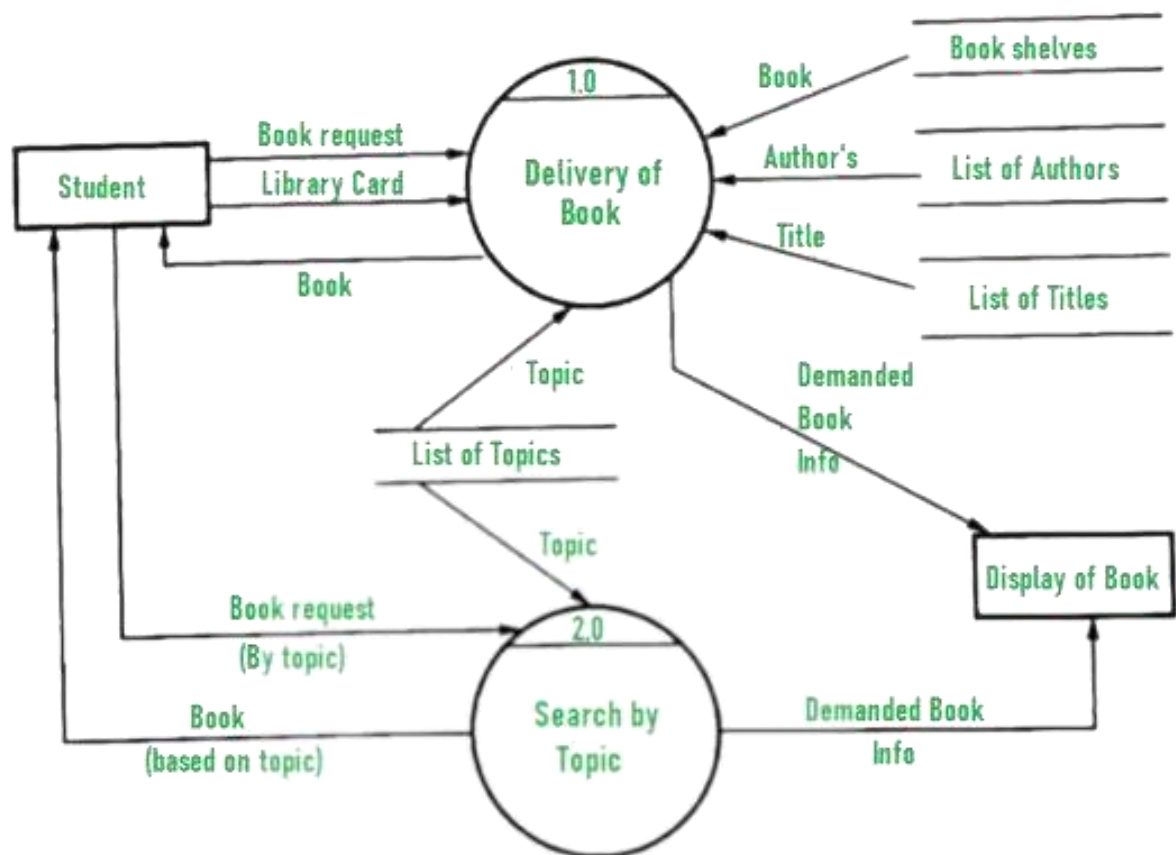 Book shelves
Book
1.0
Book request
Student
Library Card
Delivery of
Book
Author's
List of Authors
Title
Book
List of Titles
Topic
Demanded
Book
Info
List of Topics
Topic
Display of Book
Book request
(By topic)
2.0
Book
(based on topic)
Search by
Topic
Demanded Book
Info